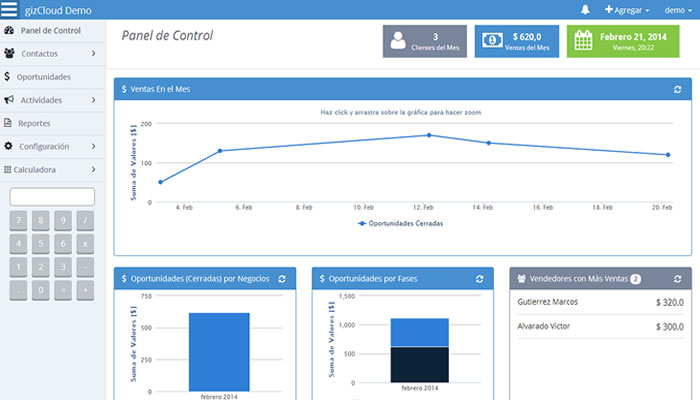 gizCloud Demo
Agregar
demo
Panel de Control
Contactos
Oportunidades
Actividades
Reportes
Configuración
Calculadora
7 8 9 /
4 5 6 x
1 2 3 -
. 0 = +
Panel de Control
3
Clientes del Mes
$ 620,0
Ventas del Mes
Febrero 21, 2014
Viernes, 20:22
$ Ventas En el Mes
Haz click y arrastra sobre la gráfica para hacer zoom
Suma de Valores [$]
200
100
0
4. Feb 6. Feb 8. Feb 10. Feb 12. Feb 14. Feb 16. Feb 18. Feb 20. Feb
Oportunidades Cerradas
$ Oportunidades (Cerradas) por Negocios
Suma de Valores [$]
750
500
250
0
febrero 2014
$ Oportunidades por Fases
Suma de Valores [$]
1,500
1,000
500
0
febrero 2014
Vendedores con Más Ventas 2
Gutierrez Marcos $ 320.0
Alvarado Victor $ 300.0